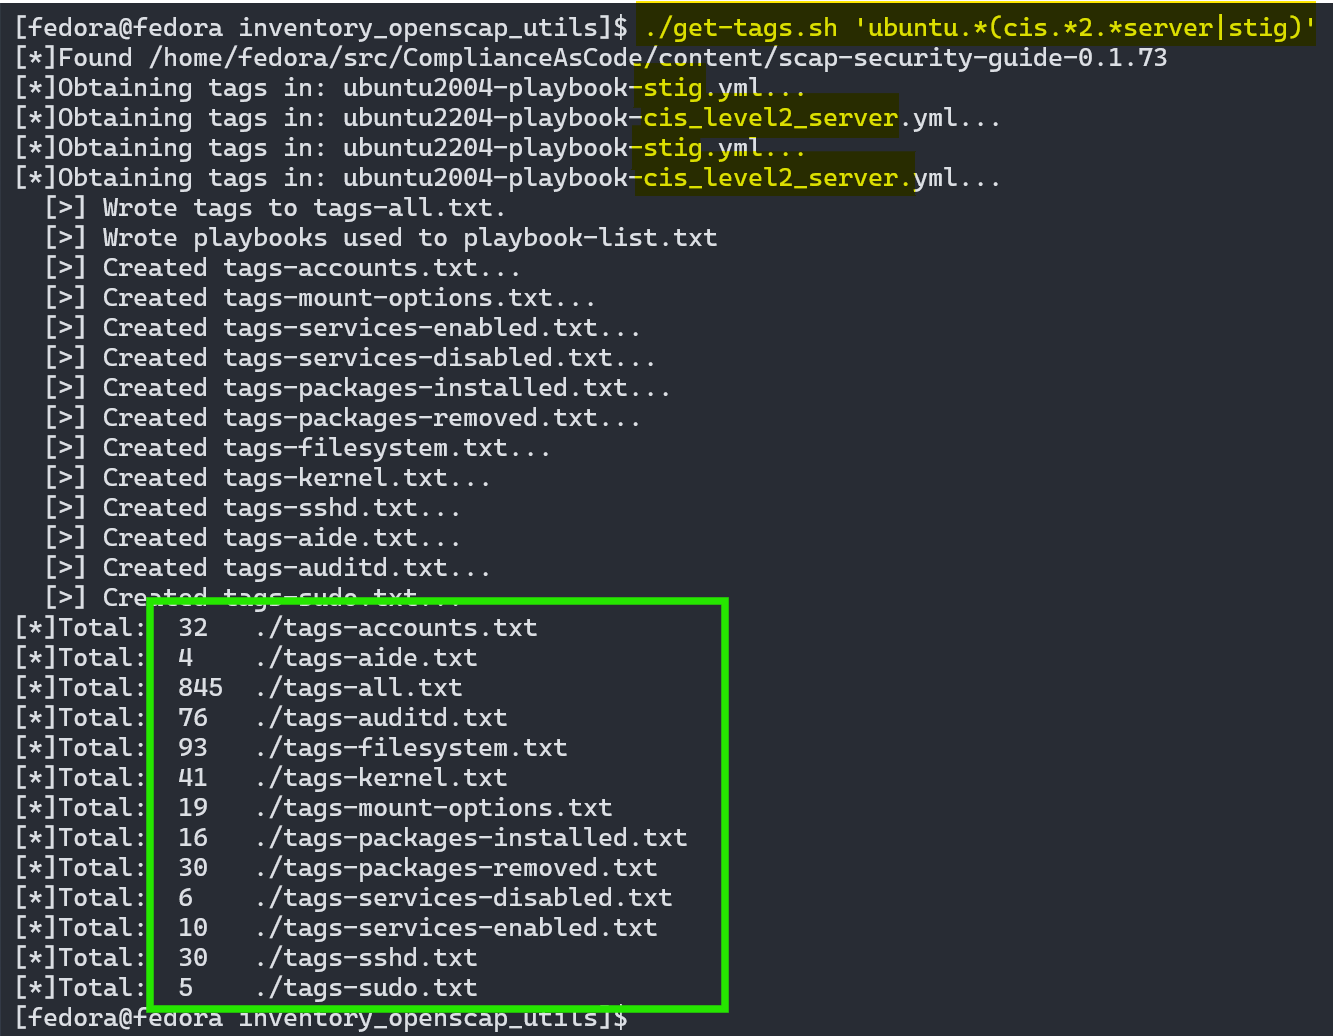 [fedora@fedora inventory_openscap_utils]$ ./get-tags.sh 'ubuntu.*(cis.*2.*server|stig)'
[*]Found /home/fedora/src/ComplianceAsCode/content/scap-security-guide-0.1.73
[*]Obtaining tags in: ubuntu2004-playbook-stig.yml...
[*]Obtaining tags in: ubuntu2204-playbook-cis_level2_server.yml...
[*]Obtaining tags in: ubuntu2204-playbook-stig.yml...
[*]Obtaining tags in: ubuntu2004-playbook-cis_level2_server.yml...
[>] Wrote tags to tags-all.txt.
[>] Wrote playbooks used to playbook-list.txt
[>] Created tags-accounts.txt...
[>] Created tags-mount-options.txt...
[>] Created tags-services-enabled.txt...
[>] Created tags-services-disabled.txt...
[>] Created tags-packages-installed.txt...
[>] Created tags-packages-removed.txt...
[>] Created tags-filesystem.txt...
[>] Created tags-kernel.txt...
[>] Created tags-sshd.txt...
[>] Created tags-aide.txt...
[>] Created tags-auditd.txt...
[>] Created tags-sudo.txt...
[*]Total: 32 ./tags-accounts.txt
[*]Total: 4 ./tags-aide.txt
[*]Total: 845 ./tags-all.txt
[*]Total: 76 ./tags-auditd.txt
[*]Total: 93 ./tags-filesystem.txt
[*]Total: 41 ./tags-kernel.txt
[*]Total: 19 ./tags-mount-options.txt
[*]Total: 16 ./tags-packages-installed.txt
[*]Total: 30 ./tags-packages-removed.txt
[*]Total: 6 ./tags-services-disabled.txt
[*]Total: 10 ./tags-services-enabled.txt
[*]Total: 30 ./tags-sshd.txt
[*]Total: 5 ./tags-sudo.txt
[fedora@fedora inventory_openscap_utils]$